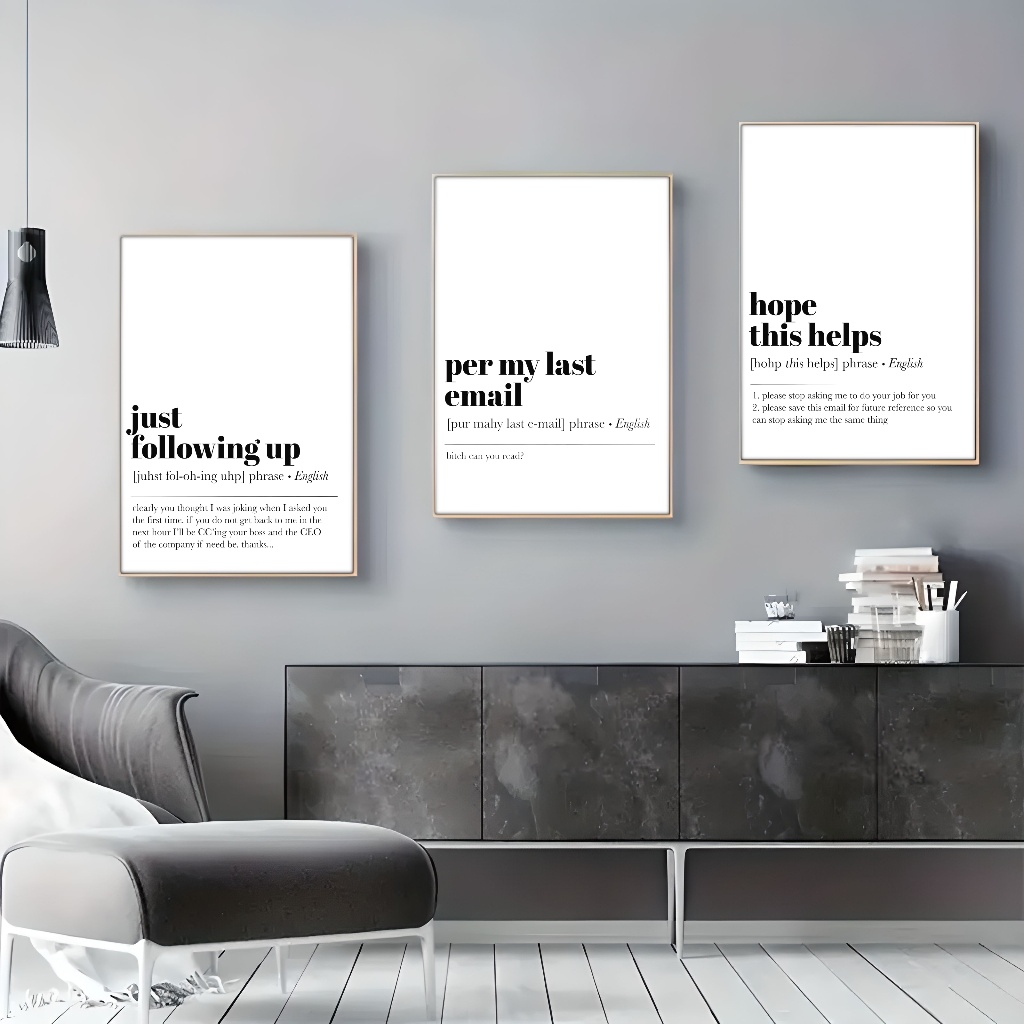 just
following up
[juhst fol-oh-ing uhp] phrase • English
clearly you thought I was joking when I asked you
the first time. if you do not get back to me in the
next hour I'll be CC'ing your boss and the CEO
of the company if need be. thanks...
per my last
email
[pur mahy last e-mail] phrase • English
bitch can you read?
hope
this helps
[hohp this helps] phrase • English
1. please stop asking me to do your job for you
2. please save this email for future reference so you
can stop asking me the same thing